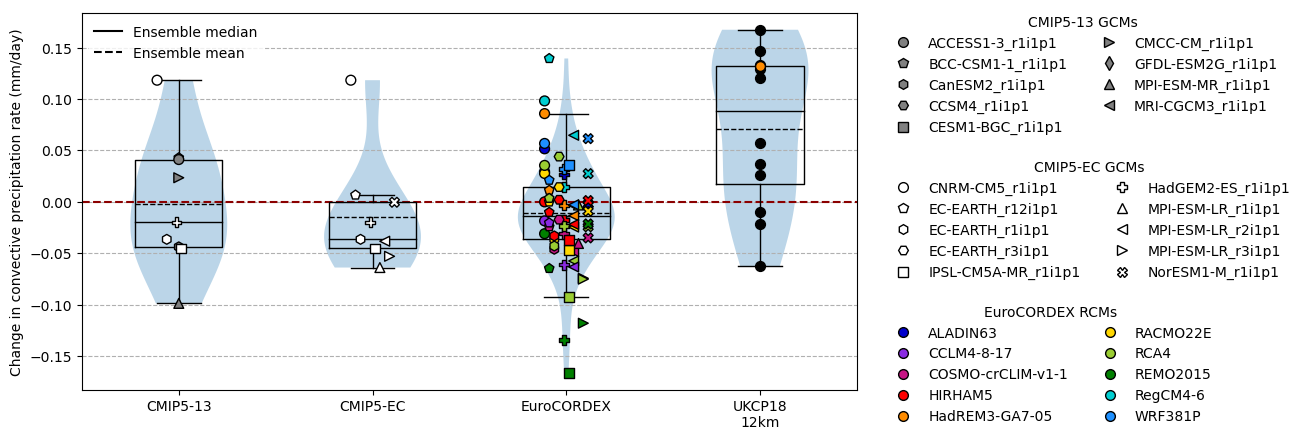 Change in convective precipitation rate (mm/day)
0.15
0.10
0.05
0.00
−0.05
−0.10
−0.15
Ensemble median
Ensemble mean
CMIP5-13
CMIP5-EC
EuroCORDEX
UKCP18
12km
CMIP5-13 GCMs
ACCESS1-3_r1i1p1
BCC-CSM1-1_r1i1p1
CanESM2_r1i1p1
CCSM4_r1i1p1
CESM1-BGC_r1i1p1
CMCC-CM_r1i1p1
GFDL-ESM2G_r1i1p1
MPI-ESM-MR_r1i1p1
MRI-CGCM3_r1i1p1
CMIP5-EC GCMs
CNRM-CM5_r1i1p1
EC-EARTH_r12i1p1
EC-EARTH_r1i1p1
EC-EARTH_r3i1p1
IPSL-CM5A-MR_r1i1p1
HadGEM2-ES_r1i1p1
MPI-ESM-LR_r1i1p1
MPI-ESM-LR_r2i1p1
MPI-ESM-LR_r3i1p1
NorESM1-M_r1i1p1
EuroCORDEX RCMs
ALADIN63
CCLM4-8-17
COSMO-crCLIM-v1-1
HIRHAM5
HadREM3-GA7-05
RACMO22E
RCA4
REMO2015
RegCM4-6
WRF381P